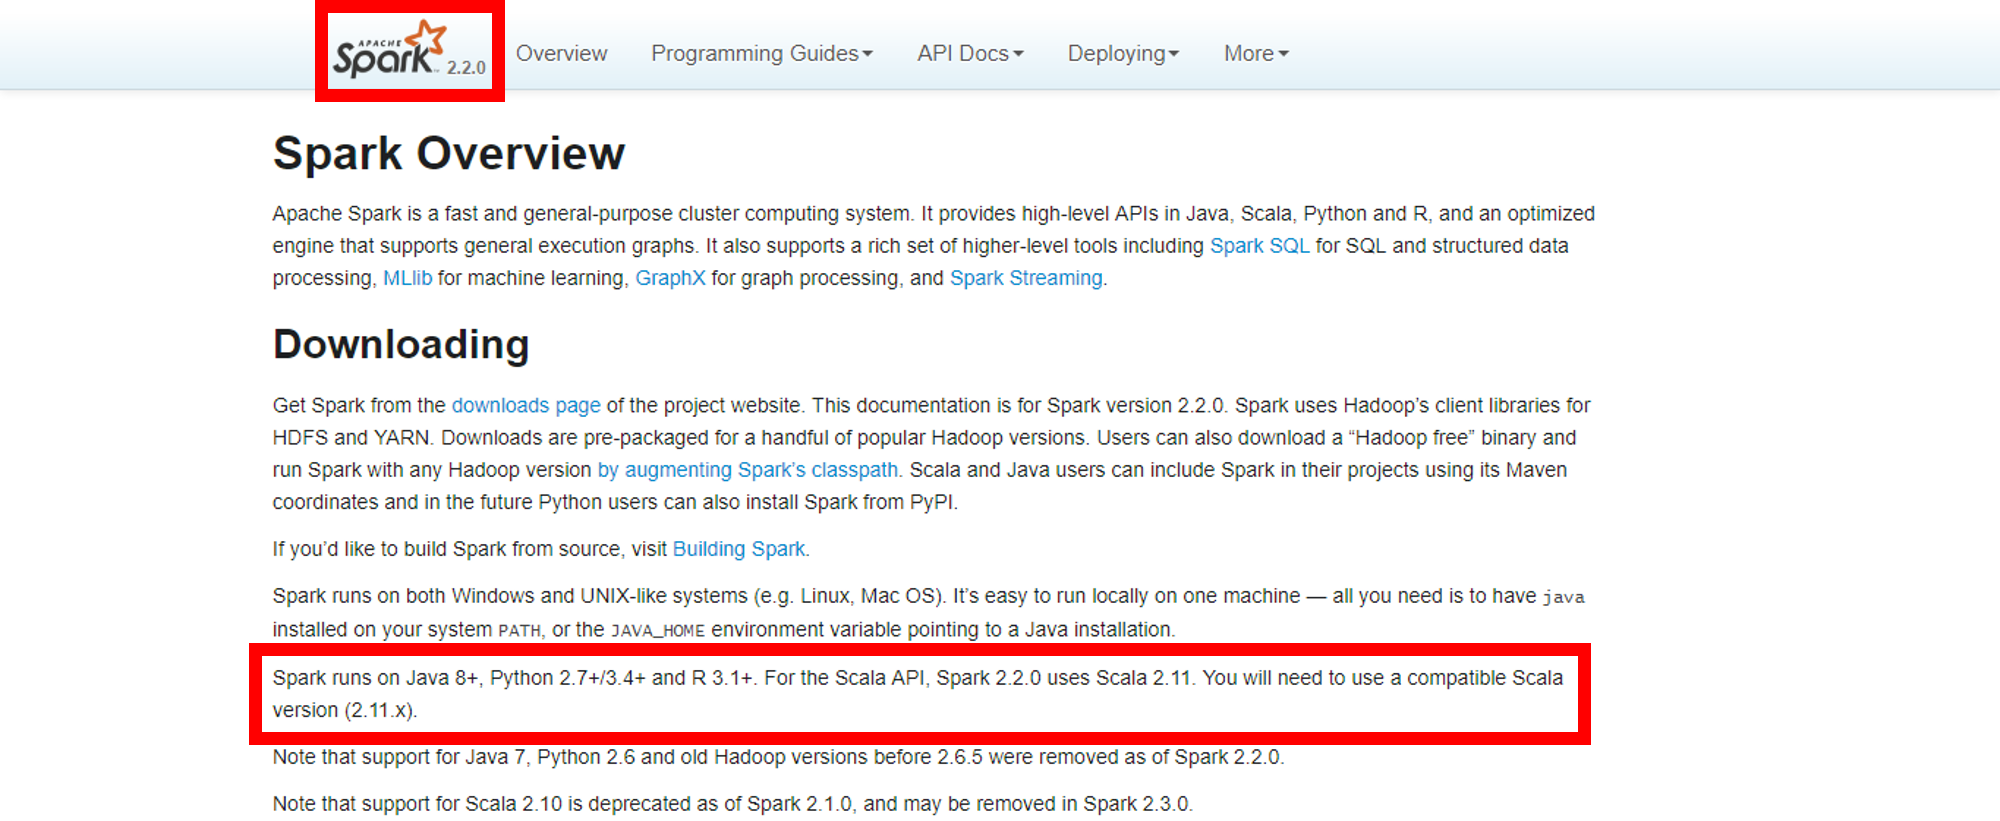 APACHE
Spark™ 2.2.0 Overview Programming Guides API Docs Deploying More
Spark Overview
Apache Spark is a fast and general-purpose cluster computing system. It provides high-level APIs in Java, Scala, Python and R, and an optimized
engine that supports general execution graphs. It also supports a rich set of higher-level tools including Spark SQL for SQL and structured data
processing, MLlib for machine learning, GraphX for graph processing, and Spark Streaming.
Downloading
Get Spark from the downloads page of the project website. This documentation is for Spark version 2.2.0. Spark uses Hadoop’s client libraries for
HDFS and YARN. Downloads are pre-packaged for a handful of popular Hadoop versions. Users can also download a “Hadoop free” binary and
run Spark with any Hadoop version by augmenting Spark’s classpath. Scala and Java users can include Spark in their projects using its Maven
coordinates and in the future Python users can also install Spark from PyPI.
If you’d like to build Spark from source, visit Building Spark.
Spark runs on both Windows and UNIX-like systems (e.g. Linux, Mac OS). It’s easy to run locally on one machine — all you need is to have java
installed on your system PATH, or the JAVA_HOME environment variable pointing to a Java installation.
Spark runs on Java 8+, Python 2.7+/3.4+ and R 3.1+. For the Scala API, Spark 2.2.0 uses Scala 2.11. You will need to use a compatible Scala
version (2.11.x).
Note that support for Java 7, Python 2.6 and old Hadoop versions before 2.6.5 were removed as of Spark 2.2.0.
Note that support for Scala 2.10 is deprecated as of Spark 2.1.0, and may be removed in Spark 2.3.0.